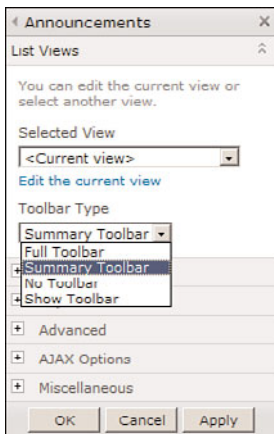 Announcements
List Views
You can edit the current view or
select another view.
Selected View
<Current view>
Edit the current view
Toolbar Type
Summary Toolbar
Full Toolbar
Summary Toolbar
No Toolbar
Show Toolbar
Advanced
AJAX Options
Miscellaneous
OK Cancel Apply